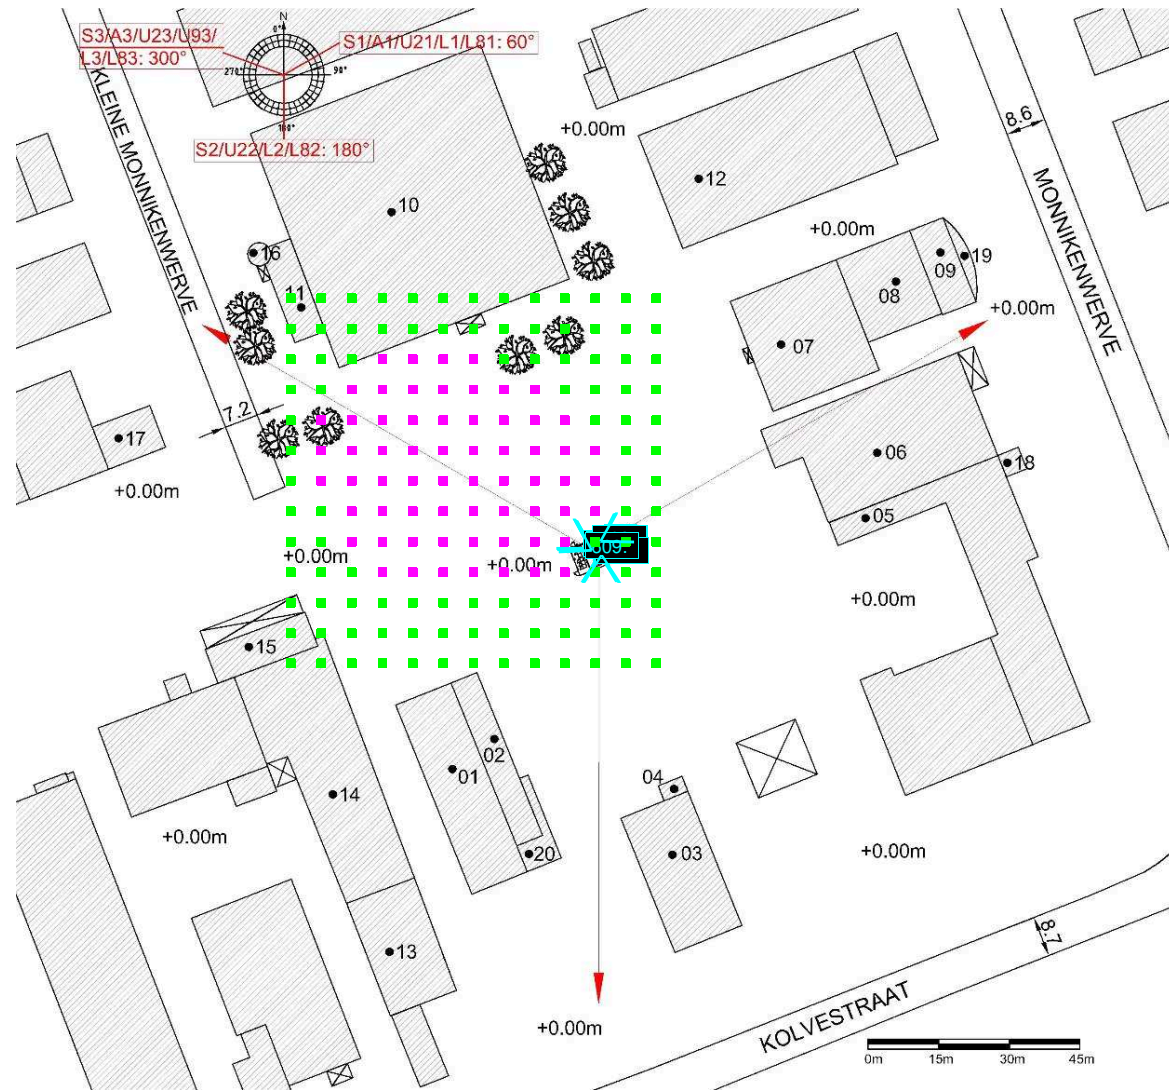 N
0°
S3/A3/U23/U93/
L3/L83: 300°
S1/A1/U21/L1/L81: 60°
270°
90°
180°
S2/U22/L2/L82: 180°
KLEINE MONNIKENWERVE
+0.00m
8.6
12
10
MONNIKENWERVE
+0.00m
16
09
19
08
11
+0.00m
07
7.2
17
06
18
+0.00m
05
609.
+0.00m
+0.00m
+0.00m
15
02
01
04
14
+0.00m
20
03
+0.00m
8.7
13
KOLVESTRAAT
+0.00m
0m 15m 30m 45m